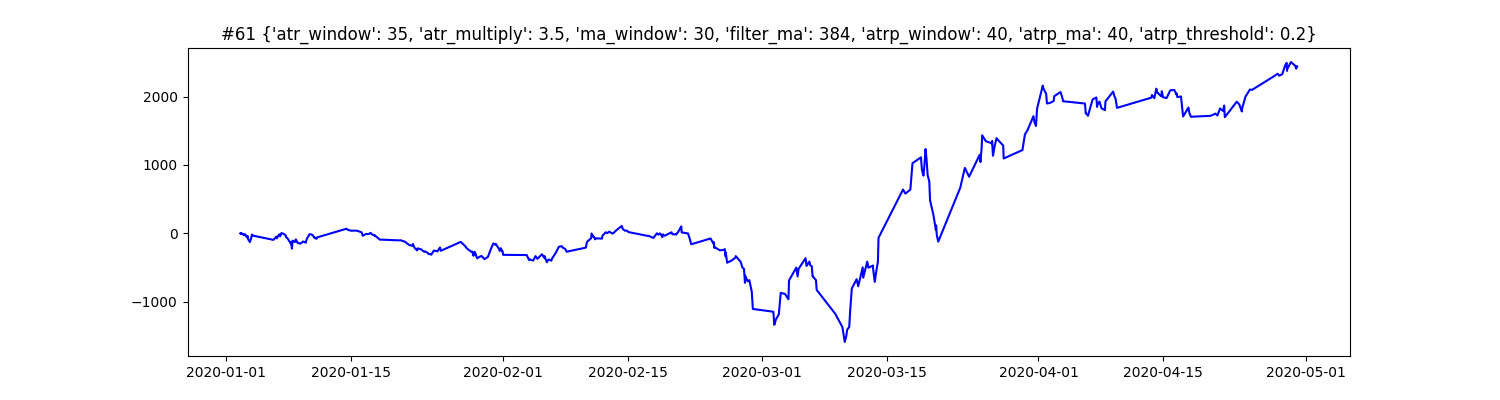 #61 {'atr_window': 35, 'atr_multiply': 3.5, 'ma_window': 30, 'filter_ma': 384, 'atrp_window': 40, 'atrp_ma': 40, 'atrp_threshold': 0.2}
2000
1000
0
−1000
2020-01-01 2020-01-15 2020-02-01 2020-02-15 2020-03-01 2020-03-15 2020-04-01 2020-04-15 2020-05-01